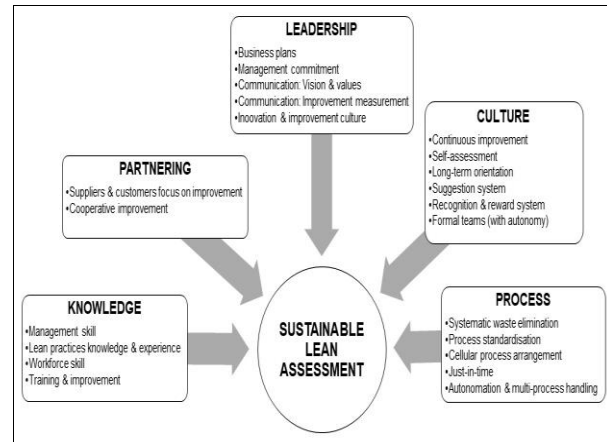 LEADERSHIP
•Business plans
•Management commitment
•Communication: Vision & values
•Communication: Improvement measurement
•Inoovation & improvement culture
CULTURE
•Continuous improvement
•Self-assessment
•Long-term orientation
•Suggestion system
•Recognition & reward system
•Formal teams (with autonomy)
PARTNERING
•Suppliers & customers focus on improvement
•Cooperative improvement
KNOWLEDGE
•Management skill
•Lean practices knowledge & experience
•Workforce skill
•Training & improvement
SUSTAINABLE
LEAN
ASSESSMENT
PROCESS
•Systematic waste elimination
•Process standardisation
•Cellular process arrangement
•Just-in-time
•Autonomation & multi-process handling